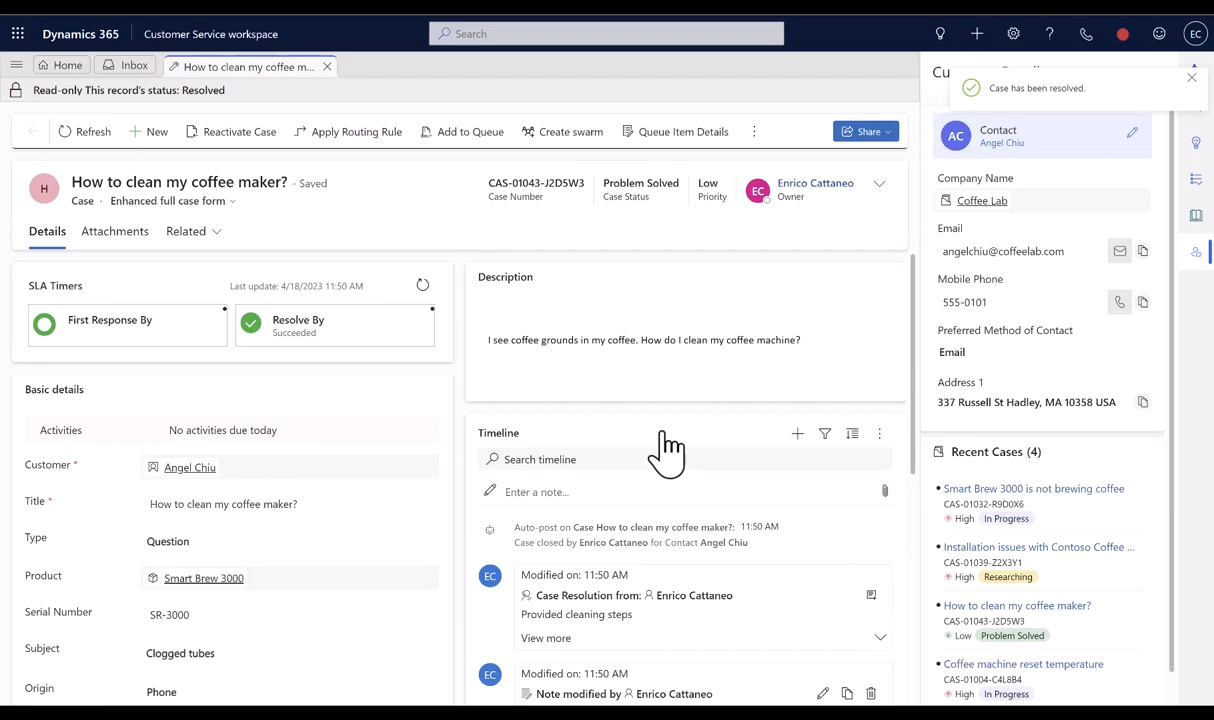 Dynamics 365 Customer Service workspace Search EC
Home Inbox How to clean my coffee m...
Read-only This record's status: Resolved
Refresh New Reactivate Case Apply Routing Rule Add to Queue Create swarm Queue Item Details Share
H How to clean my coffee maker? - Saved
Case · Enhanced full case form
CAS-01043-J2D5W3
Case Number
Problem Solved
Case Status
Low
Priority
EC Enrico Cattaneo
Owner
Details Attachments Related
SLA Timers Last update: 4/18/2023 11:50 AM
First Response By
Resolve By
Succeeded
Basic details
Activities No activities due today
Customer * Angel Chiu
Title * How to clean my coffee maker?
Type Question
Product Smart Brew 3000
Serial Number SR-3000
Subject Clogged tubes
Origin Phone
Description
I see coffee grounds in my coffee. How do I clean my coffee machine?
Timeline
Search timeline
Enter a note...
Auto-post on Case How to clean my coffee maker?: 11:50 AM
Case closed by Enrico Cattaneo for Contact Angel Chiu
EC Modified on: 11:50 AM
Case Resolution from: Enrico Cattaneo
Provided cleaning steps
View more
EC Modified on: 11:50 AM
Note modified by Enrico Cattaneo
Cu
Case has been resolved.
AC Contact
Angel Chiu
Company Name
Coffee Lab
Email
angelchiu@coffeelab.com
Mobile Phone
555-0101
Preferred Method of Contact
Email
Address 1
337 Russell St Hadley, MA 10358 USA
Recent Cases (4)
Smart Brew 3000 is not brewing coffee
CAS-01032-R9D0X6
High In Progress
Installation issues with Contoso Coffee ...
CAS-01039-Z2X3Y1
High Researching
How to clean my coffee maker?
CAS-01043-J2D5W3
Low Problem Solved
Coffee machine reset temperature
CAS-01004-C4L8B4
High In Progress